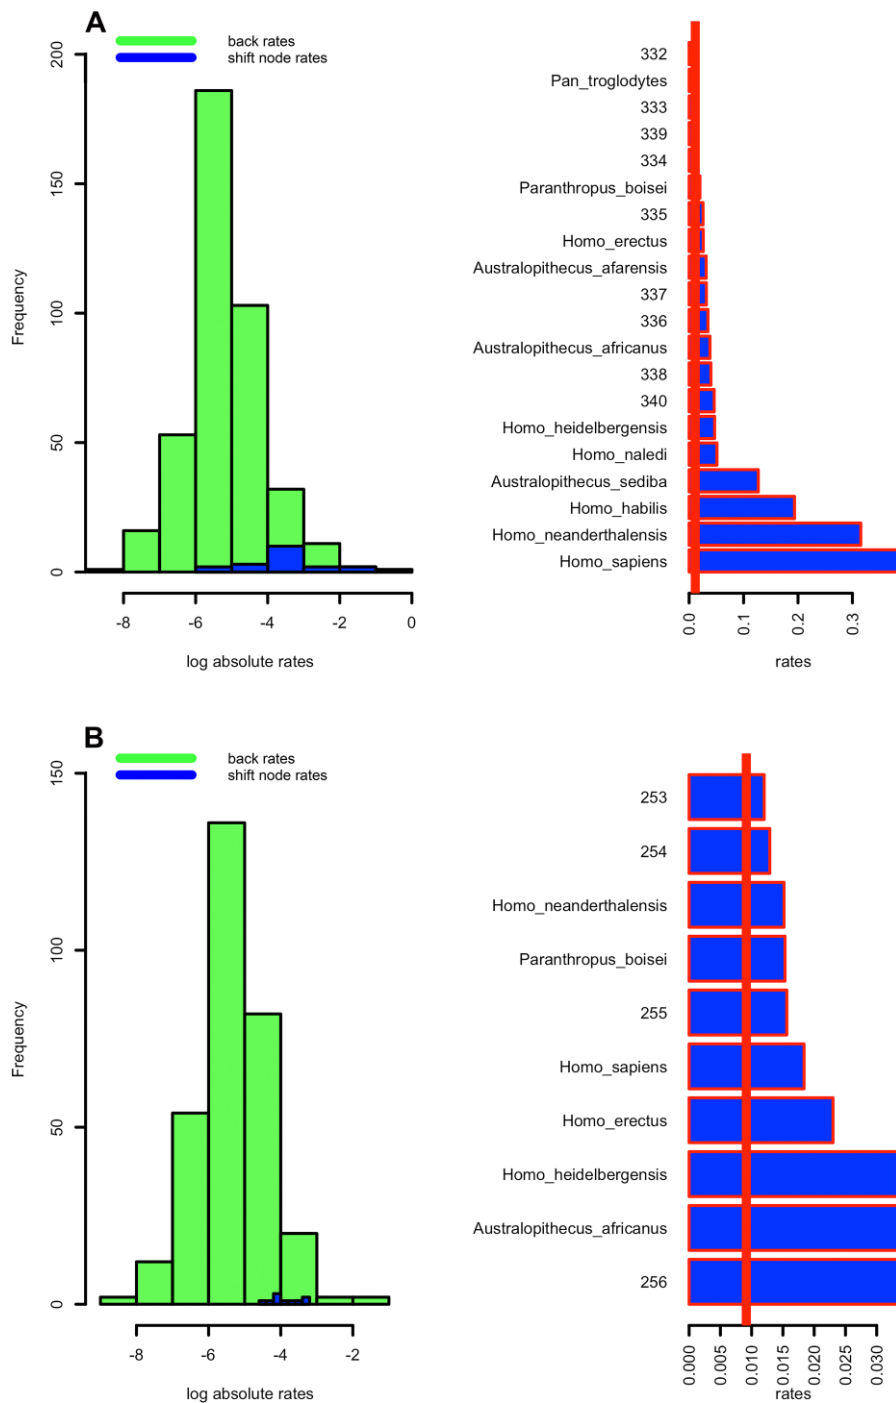 A
back rates
shift node rates
200
150
100
50
0
Frequency
-8 -6 -4 -2 0
log absolute rates
332
Pan_troglodytes
333
339
334
Paranthropus_boisei
335
Homo_erectus
Australopithecus_afarensis
337
336
Australopithecus_africanus
338
340
Homo_heidelbergensis
Homo_naledi
Australopithecus_sediba
Homo_habilis
Homo_neanderthalensis
Homo_sapiens
0.0 0.1 0.2 0.3
rates
B
back rates
shift node rates
150
100
50
0
Frequency
-8 -6 -4 -2
log absolute rates
253
254
Homo_neanderthalensis
Paranthropus_boisei
255
Homo_sapiens
Homo_erectus
Homo_heidelbergensis
Australopithecus_africanus
256
0.000 0.005 0.010 0.015 0.020 0.025 0.030
rates